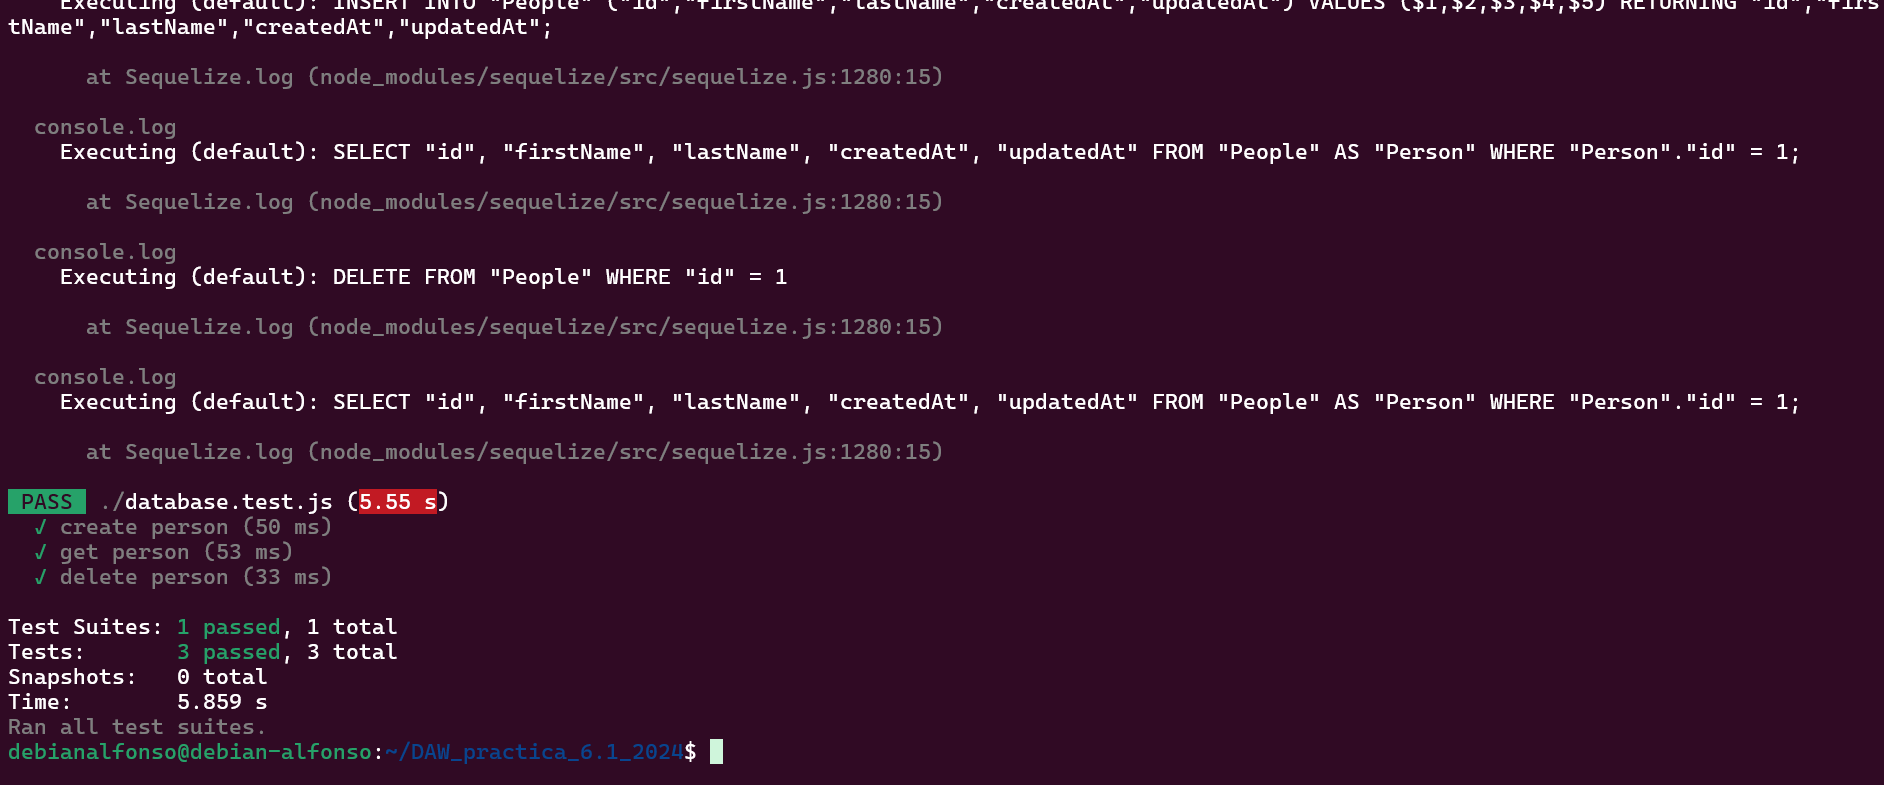 Executing (default): INSERT INTO "People" ("id","firstName","lastName","createdAt","updatedAt") VALUES ($1,$2,$3,$4,$5) RETURNING "id","firs
tName","lastName","createdAt","updatedAt";
at Sequelize.log (node_modules/sequelize/src/sequelize.js:1280:15)
console.log
Executing (default): SELECT "id", "firstName", "lastName", "createdAt", "updatedAt" FROM "People" AS "Person" WHERE "Person"."id" = 1;
at Sequelize.log (node_modules/sequelize/src/sequelize.js:1280:15)
console.log
Executing (default): DELETE FROM "People" WHERE "id" = 1
at Sequelize.log (node_modules/sequelize/src/sequelize.js:1280:15)
console.log
Executing (default): SELECT "id", "firstName", "lastName", "createdAt", "updatedAt" FROM "People" AS "Person" WHERE "Person"."id" = 1;
at Sequelize.log (node_modules/sequelize/src/sequelize.js:1280:15)
PASS ./database.test.js (5.55 s)
✓ create person (50 ms)
✓ get person (53 ms)
✓ delete person (33 ms)
Test Suites: 1 passed, 1 total
Tests: 3 passed, 3 total
Snapshots: 0 total
Time: 5.859 s
Ran all test suites.
debianalfonso@debian-alfonso:~/DAW_practica_6.1_2024$